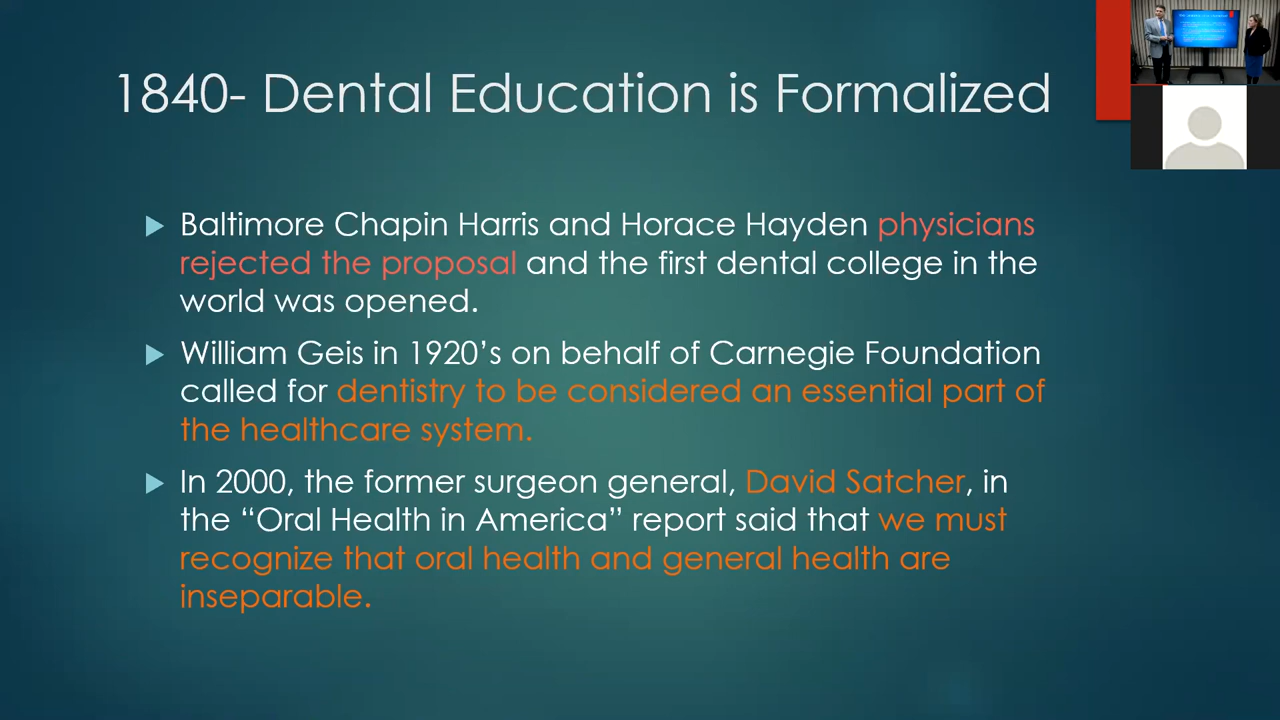 1840- Dental Education is Formalized
Baltimore Chapin Harris and Horace Hayden physicians
rejected the proposal and the first dental college in the
world was opened.
William Geis in 1920’s on behalf of Carnegie Foundation
called for dentistry to be considered an essential part of
the healthcare system.
In 2000, the former surgeon general, David Satcher, in
the “Oral Health in America” report said that we must
recognize that oral health and general health are
inseparable.